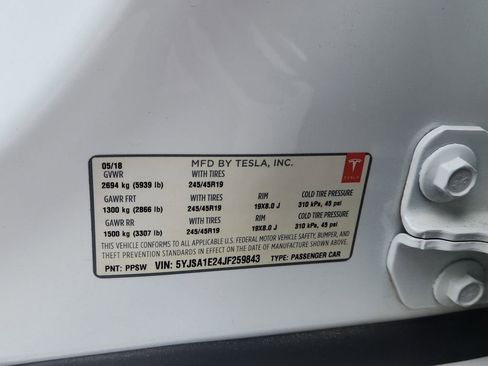 05/18 MFD BY TESLA, INC.
GVWR WITH TIRES
2694 kg (5939 lb) 245/45R19
TESLA
GAWR FRT WITH TIRES RIM COLD TIRE PRESSURE
1300 kg (2866 lb) 245/45R19 19X8.0 J 310 kPa, 45 psi
GAWR RR WITH TIRES RIM COLD TIRE PRESSURE
1500 kg (3307 lb) 245/45R19 19X8.0 J 310 kPa, 45 psi
THIS VEHICLE CONFORMS TO ALL APPLICABLE U.S. FEDERAL MOTOR VEHICLE SAFETY, BUMPER, AND
THEFT PREVENTION STANDARDS IN EFFECT ON THE DATE OF MANUFACTURE SHOWN ABOVE.
PNT: PPSW VIN: 5YJSA1E24JF259843 TYPE: PASSENGER CAR